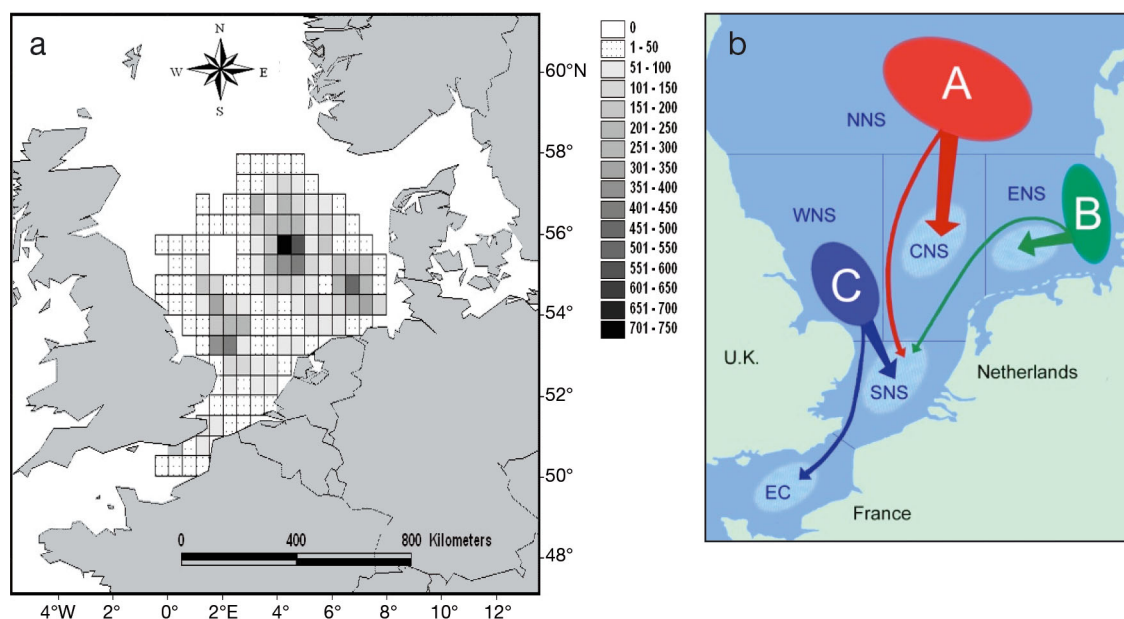 a
N
W E
S
60°N
58°
56°
54°
52°
50°
48°
0 400 800 Kilometers
4°W 2° 0° 2°E 4° 6° 8° 10° 12°
0
1 - 50
51 - 100
101 - 150
151 - 200
201 - 250
251 - 300
301 - 350
351 - 400
401 - 450
451 - 500
501 - 550
551 - 600
601 - 650
651 - 700
701 - 750
b
A
NNS
ENS
B
WNS
CNS
C
U.K.
Netherlands
SNS
EC
France